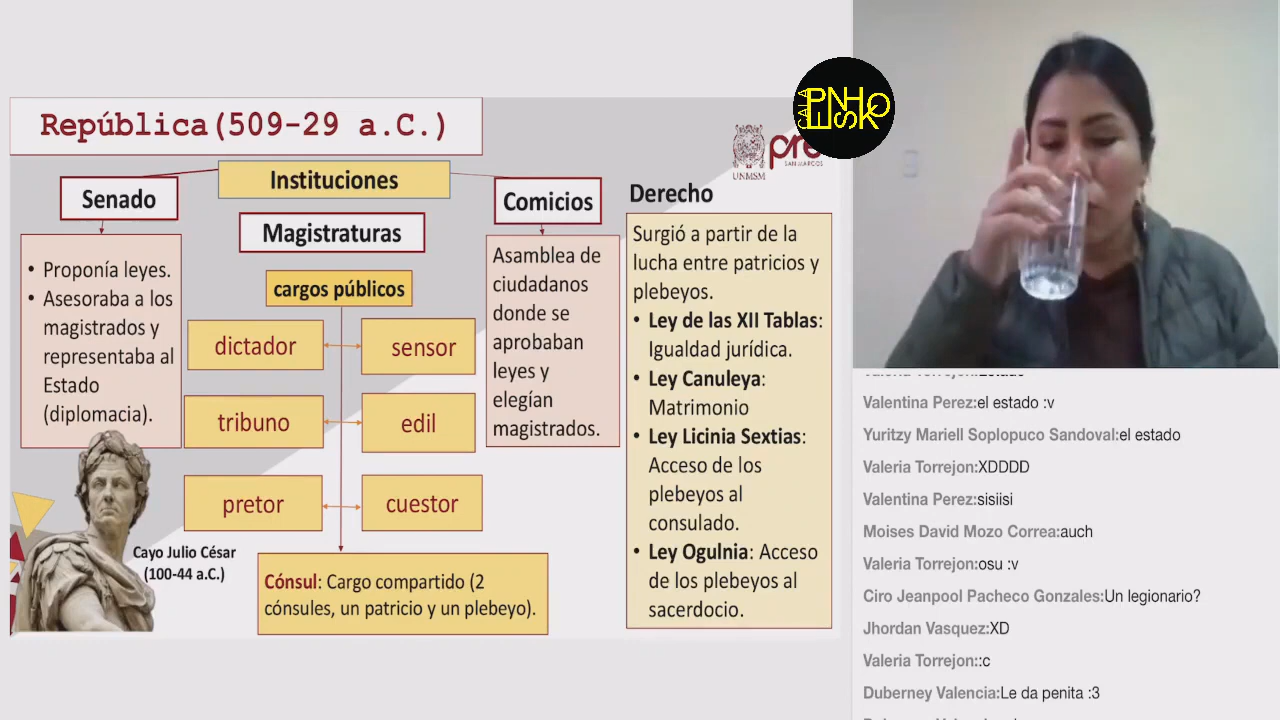 República(509-29 a.C.)
Instituciones
Senado
Magistraturas
Comicios
Derecho
• Proponía leyes.
• Asesoraba a los
magistrados y
representaba al
Estado
(diplomacia).
cargos públicos
dictador
sensor
tribuno
edil
pretor
cuestor
Cónsul: Cargo compartido (2
cónsules, un patricio y un plebeyo).
Cayo Julio César
(100-44 a.C.)
Asamblea de
ciudadanos
donde se
aprobaban
leyes y
elegían
magistrados.
Surgió a partir de la
lucha entre patricios y
plebeyos.
• Ley de las XII Tablas:
Igualdad jurídica.
• Ley Canuleya:
Matrimonio
• Ley Licinia Sextias:
Acceso de los
plebeyos al
consulado.
• Ley Ogulnia: Acceso
de los plebeyos al
sacerdocio.
UNMSM
SAN MARCOS
Valentina Perez:el estado :v
Yuritzy Mariell Soplopuco Sandoval:el estado
Valeria Torrejon:XDDDD
Valentina Perez:sisiisi
Moises David Mozo Correa:auch
Valeria Torrejon:osu :v
Ciro Jeanpool Pacheco Gonzales:Un legionario?
Jhordan Vasquez:XD
Valeria Torrejon::c
Duberney Valencia:Le da penita :3